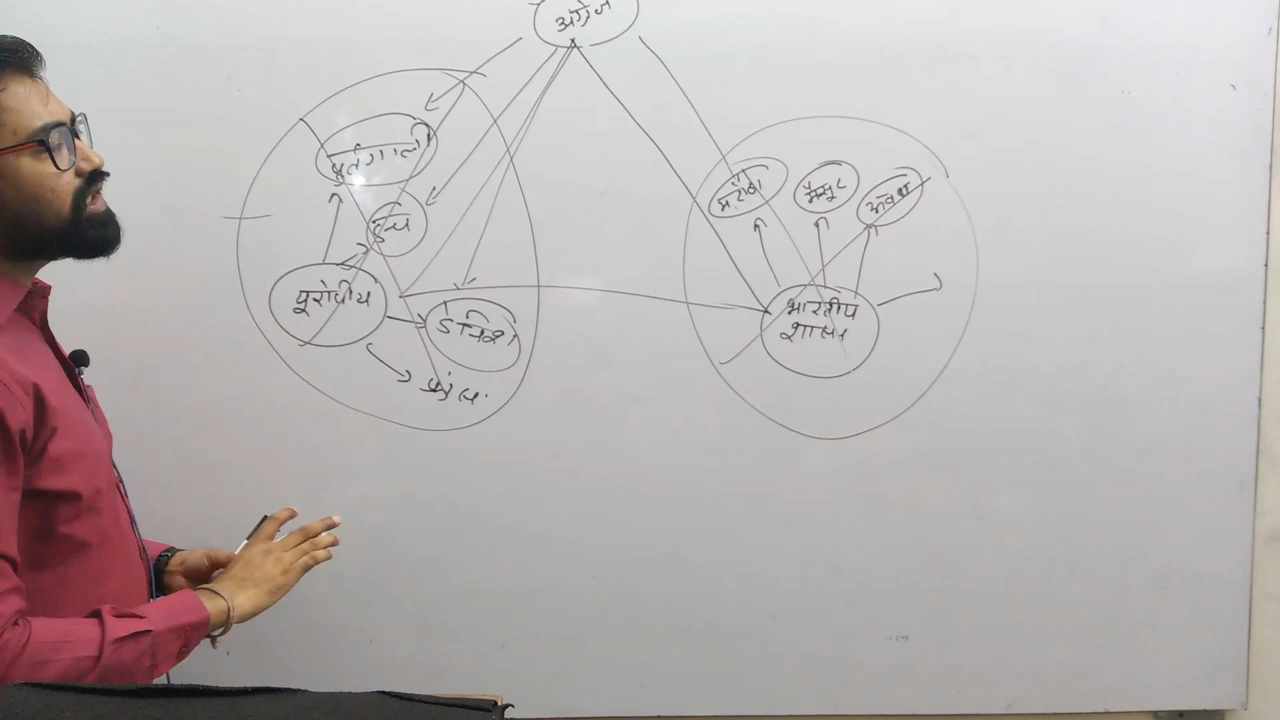 अंग्रेज
पुर्तगाली
डच
यूरोपीय
डेनिश
फ्रांस
मराठा
मैसूर
अवध
भारतीय
शासक